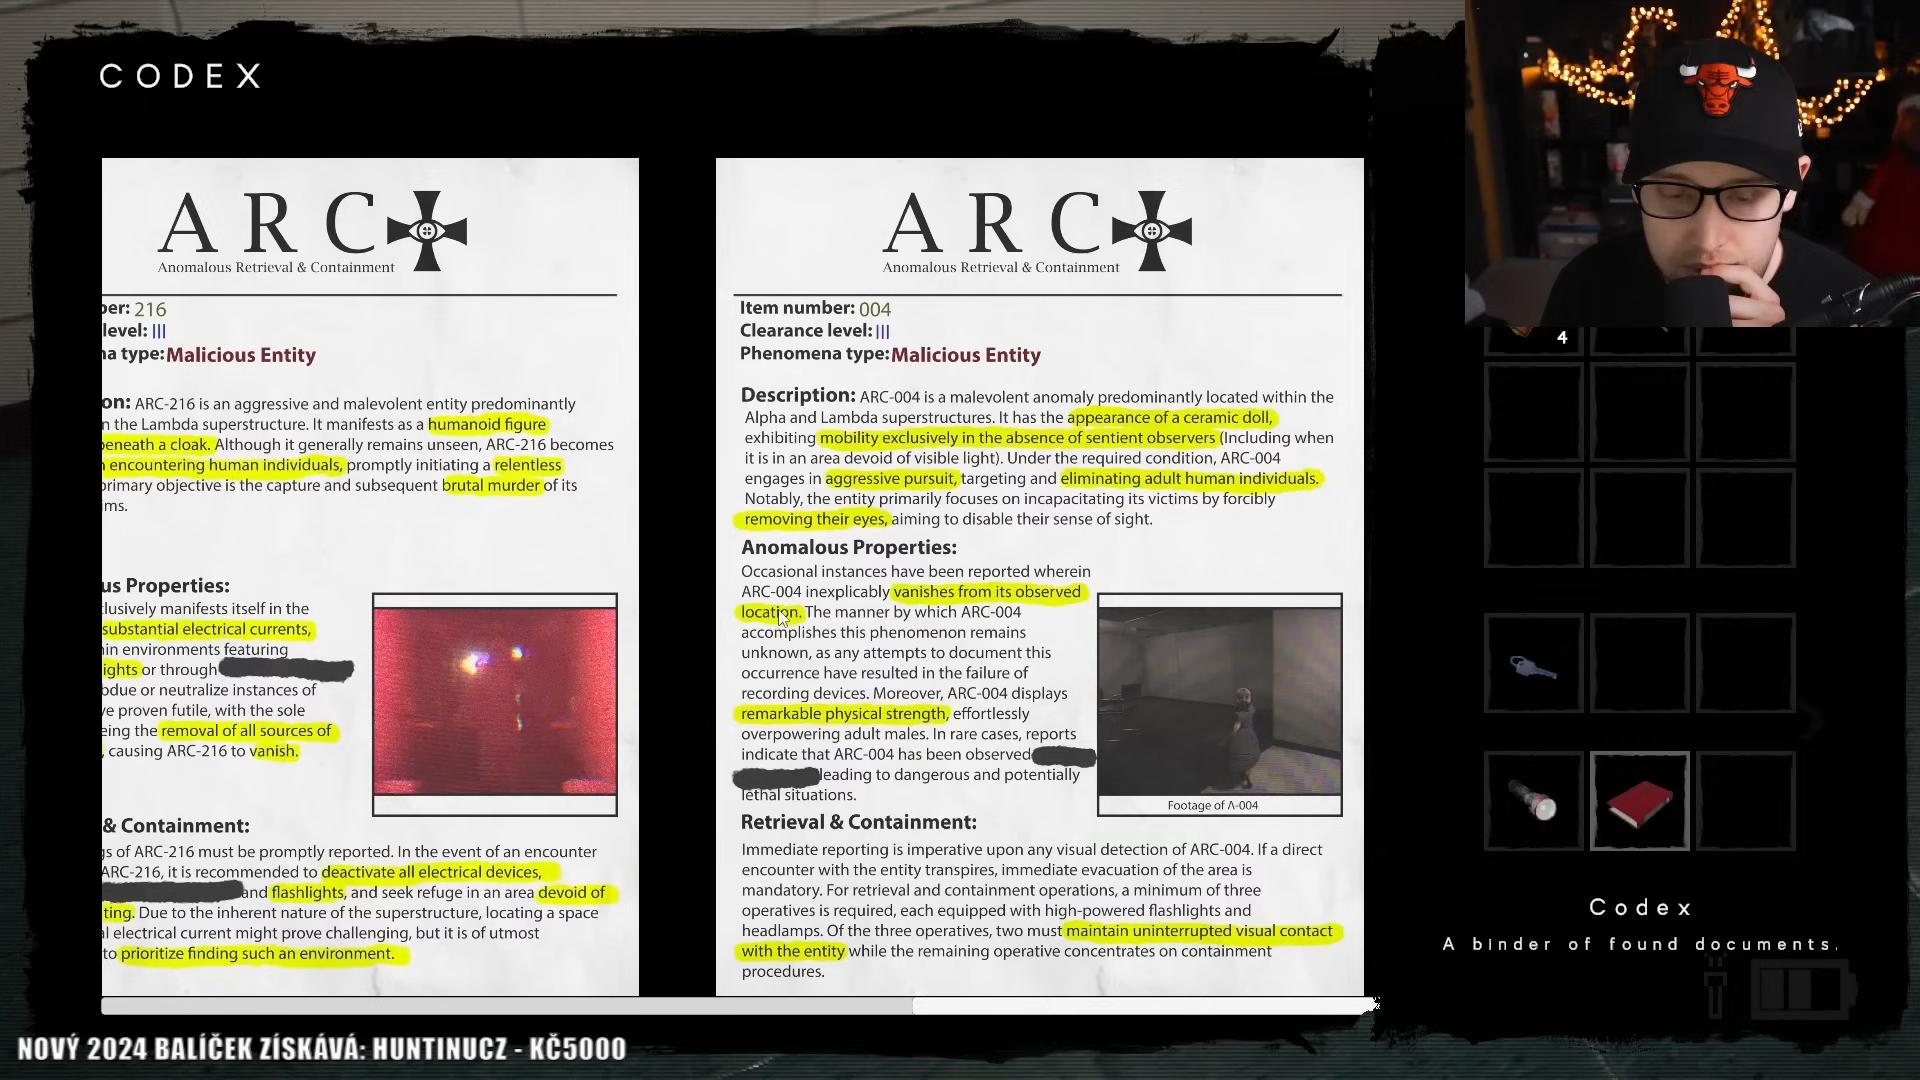 CODEX
ARC
Anomalous Retrieval & Containment
ber: 216
level: III
na type: Malicious Entity
on: ARC-216 is an aggressive and malevolent entity predominantly
n the Lambda superstructure. It manifests as a humanoid figure
beneath a cloak. Although it generally remains unseen, ARC-216 becomes
encountering human individuals, promptly initiating a relentless
primary objective is the capture and subsequent brutal murder of its
ims.
us Properties:
clusively manifests itself in the
substantial electrical currents,
in environments featuring
ights or through
bdue or neutralize instances of
ve proven futile, with the sole
eing the removal of all sources of
, causing ARC-216 to vanish.
& Containment:
gs of ARC-216 must be promptly reported. In the event of an encounter
ARC-216, it is recommended to deactivate all electrical devices,
and flashlights, and seek refuge in an area devoid of
ting. Due to the inherent nature of the superstructure, locating a space
al electrical current might prove challenging, but it is of utmost
to prioritize finding such an environment.
ARC
Anomalous Retrieval & Containment
Item number: 004
Clearance level: III
Phenomena type: Malicious Entity
Description: ARC-004 is a malevolent anomaly predominantly located within the
Alpha and Lambda superstructures. It has the appearance of a ceramic doll,
exhibiting mobility exclusively in the absence of sentient observers (Including when
it is in an area devoid of visible light). Under the required condition, ARC-004
engages in aggressive pursuit, targeting and eliminating adult human individuals.
Notably, the entity primarily focuses on incapacitating its victims by forcibly
removing their eyes, aiming to disable their sense of sight.
Anomalous Properties:
Occasional instances have been reported wherein
ARC-004 inexplicably vanishes from its observed
location. The manner by which ARC-004
accomplishes this phenomenon remains
unknown, as any attempts to document this
occurrence have resulted in the failure of
recording devices. Moreover, ARC-004 displays
remarkable physical strength, effortlessly
overpowering adult males. In rare cases, reports
indicate that ARC-004 has been observed
leading to dangerous and potentially
lethal situations.
Footage of Λ-004
Retrieval & Containment:
Immediate reporting is imperative upon any visual detection of ARC-004. If a direct
encounter with the entity transpires, immediate evacuation of the area is
mandatory. For retrieval and containment operations, a minimum of three
operatives is required, each equipped with high-powered flashlights and
headlamps. Of the three operatives, two must maintain uninterrupted visual contact
with the entity while the remaining operative concentrates on containment
procedures.
4
Codex
A binder of found documents.
NOVÝ 2024 BALÍČEK ZÍSKÁVÁ: HUNTINUCZ - KČ5000